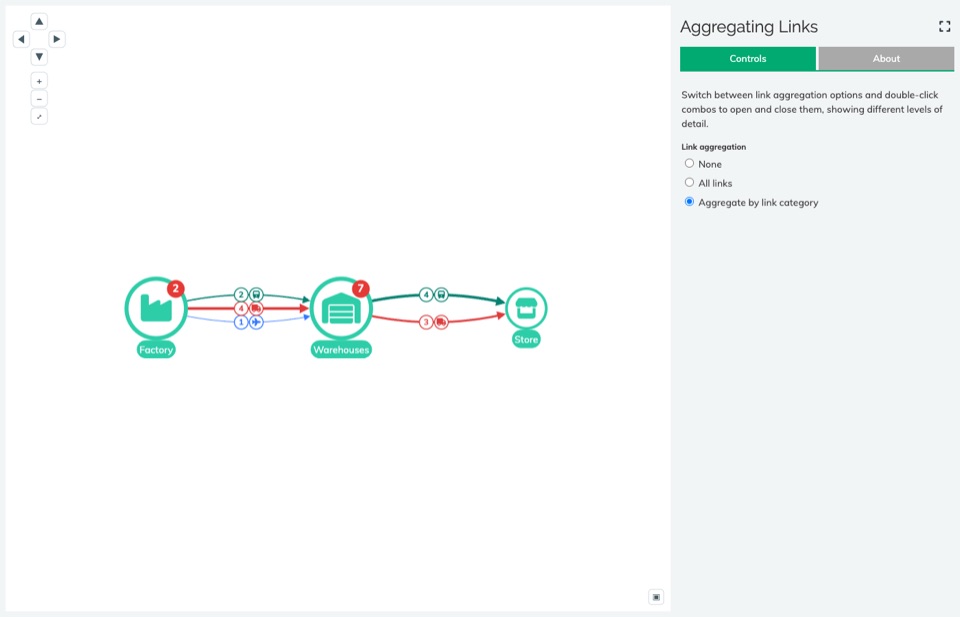 Aggregating Links
Controls
About
Switch between link aggregation options and double-click
combos to open and close them, showing different levels of
detail.
Link aggregation
None
All links
Aggregate by link category
2
7
2
4
4
1
3
Factory
Warehouses
Store